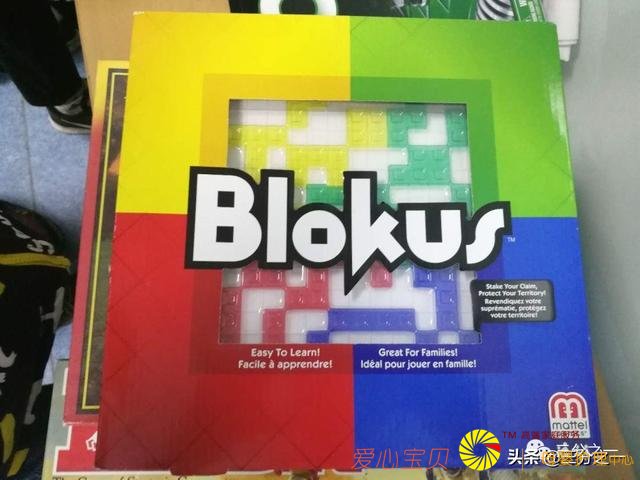 Blokus
TM
Stake Your Claim,
Protect Your Territory!
Revendiquez votre
suprématie, protégez
votre territoire!
Easy To Learn!
Facile à apprendre!
Great For Families!
Idéal pour jouer en famille!
mattel
TM
爱心宝贝
头条